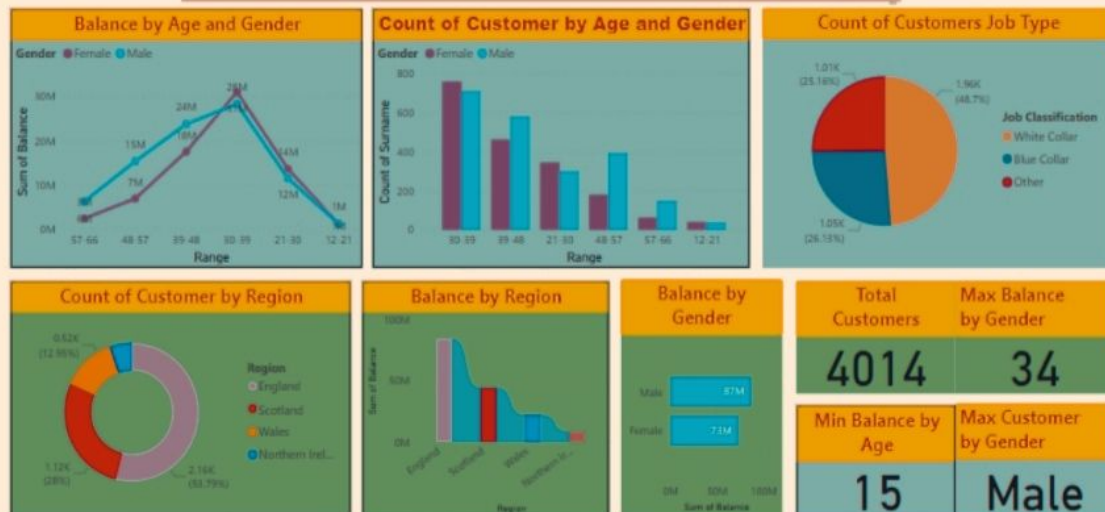 Balance by Age and Gender
Gender Female Male
30M
20M
10M
0M
Sum of Balance
15M
7M
24M
18M
28M
14M
12M
1M
57-66 48-57 39-48 30-39 21-30 12-21
Range
Count of Customer by Age and Gender
Gender Female Male
800
600
400
200
0
Count of Surname
30-39 39-48 21-30 48-57 57-66 12-21
Range
Count of Customers Job Type
1.01K
(25.16%)
1.96K
(48.7%)
1.05K
(26.13%)
Job Classification
White Collar
Blue Collar
Other
Count of Customer by Region
0.52K
(12.95%)
1.12K
(28%)
2.16K
(53.79%)
Region
England
Scotland
Wales
Northern Irel...
Balance by Region
100M
50M
0M
Sum of Balance
England
Scotland
Wales
Northern Ir...
Region
Balance by
Gender
Male 87M
Female 73M
0M 50M 100M
Sum of Balance
Total
Customers
4014
Max Balance
by Gender
34
Min Balance by
Age
15
Max Customer
by Gender
Male